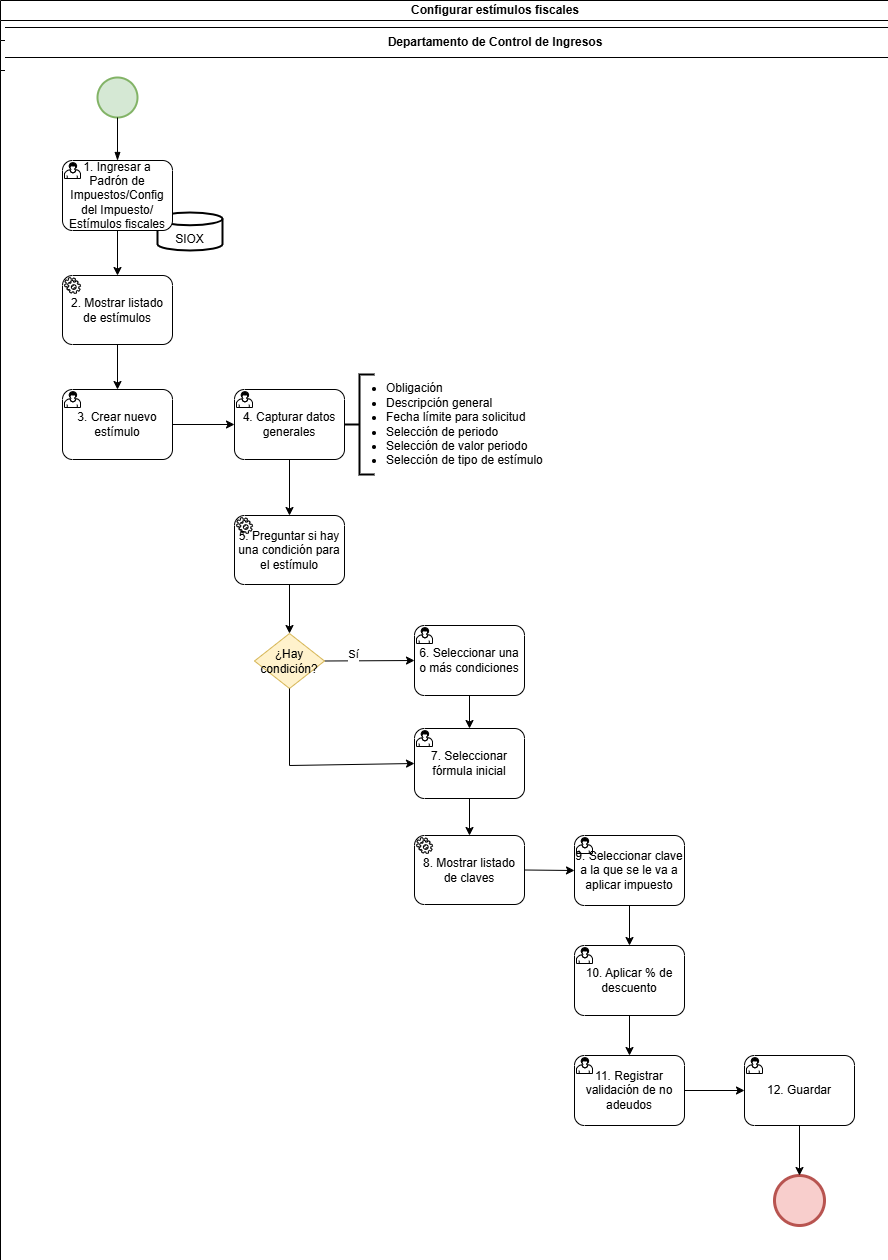 Configurar estímulos fiscales
Departamento de Control de Ingresos
1. Ingresar a
Padrón de
Impuestos/Config
del Impuesto/
Estímulos fiscales
SIOX
2. Mostrar listado
de estímulos
3. Crear nuevo
estímulo
4. Capturar datos
generales
• Obligación
• Descripción general
• Fecha límite para solicitud
• Selección de periodo
• Selección de valor periodo
• Selección de tipo de estímulo
5. Preguntar si hay
una condición para
el estímulo
¿Hay
condición?
Sí
6. Seleccionar una
o más condiciones
7. Seleccionar
fórmula inicial
8. Mostrar listado
de claves
9. Seleccionar clave
a la que se le va a
aplicar impuesto
10. Aplicar % de
descuento
11. Registrar
validación de no
adeudos
12. Guardar